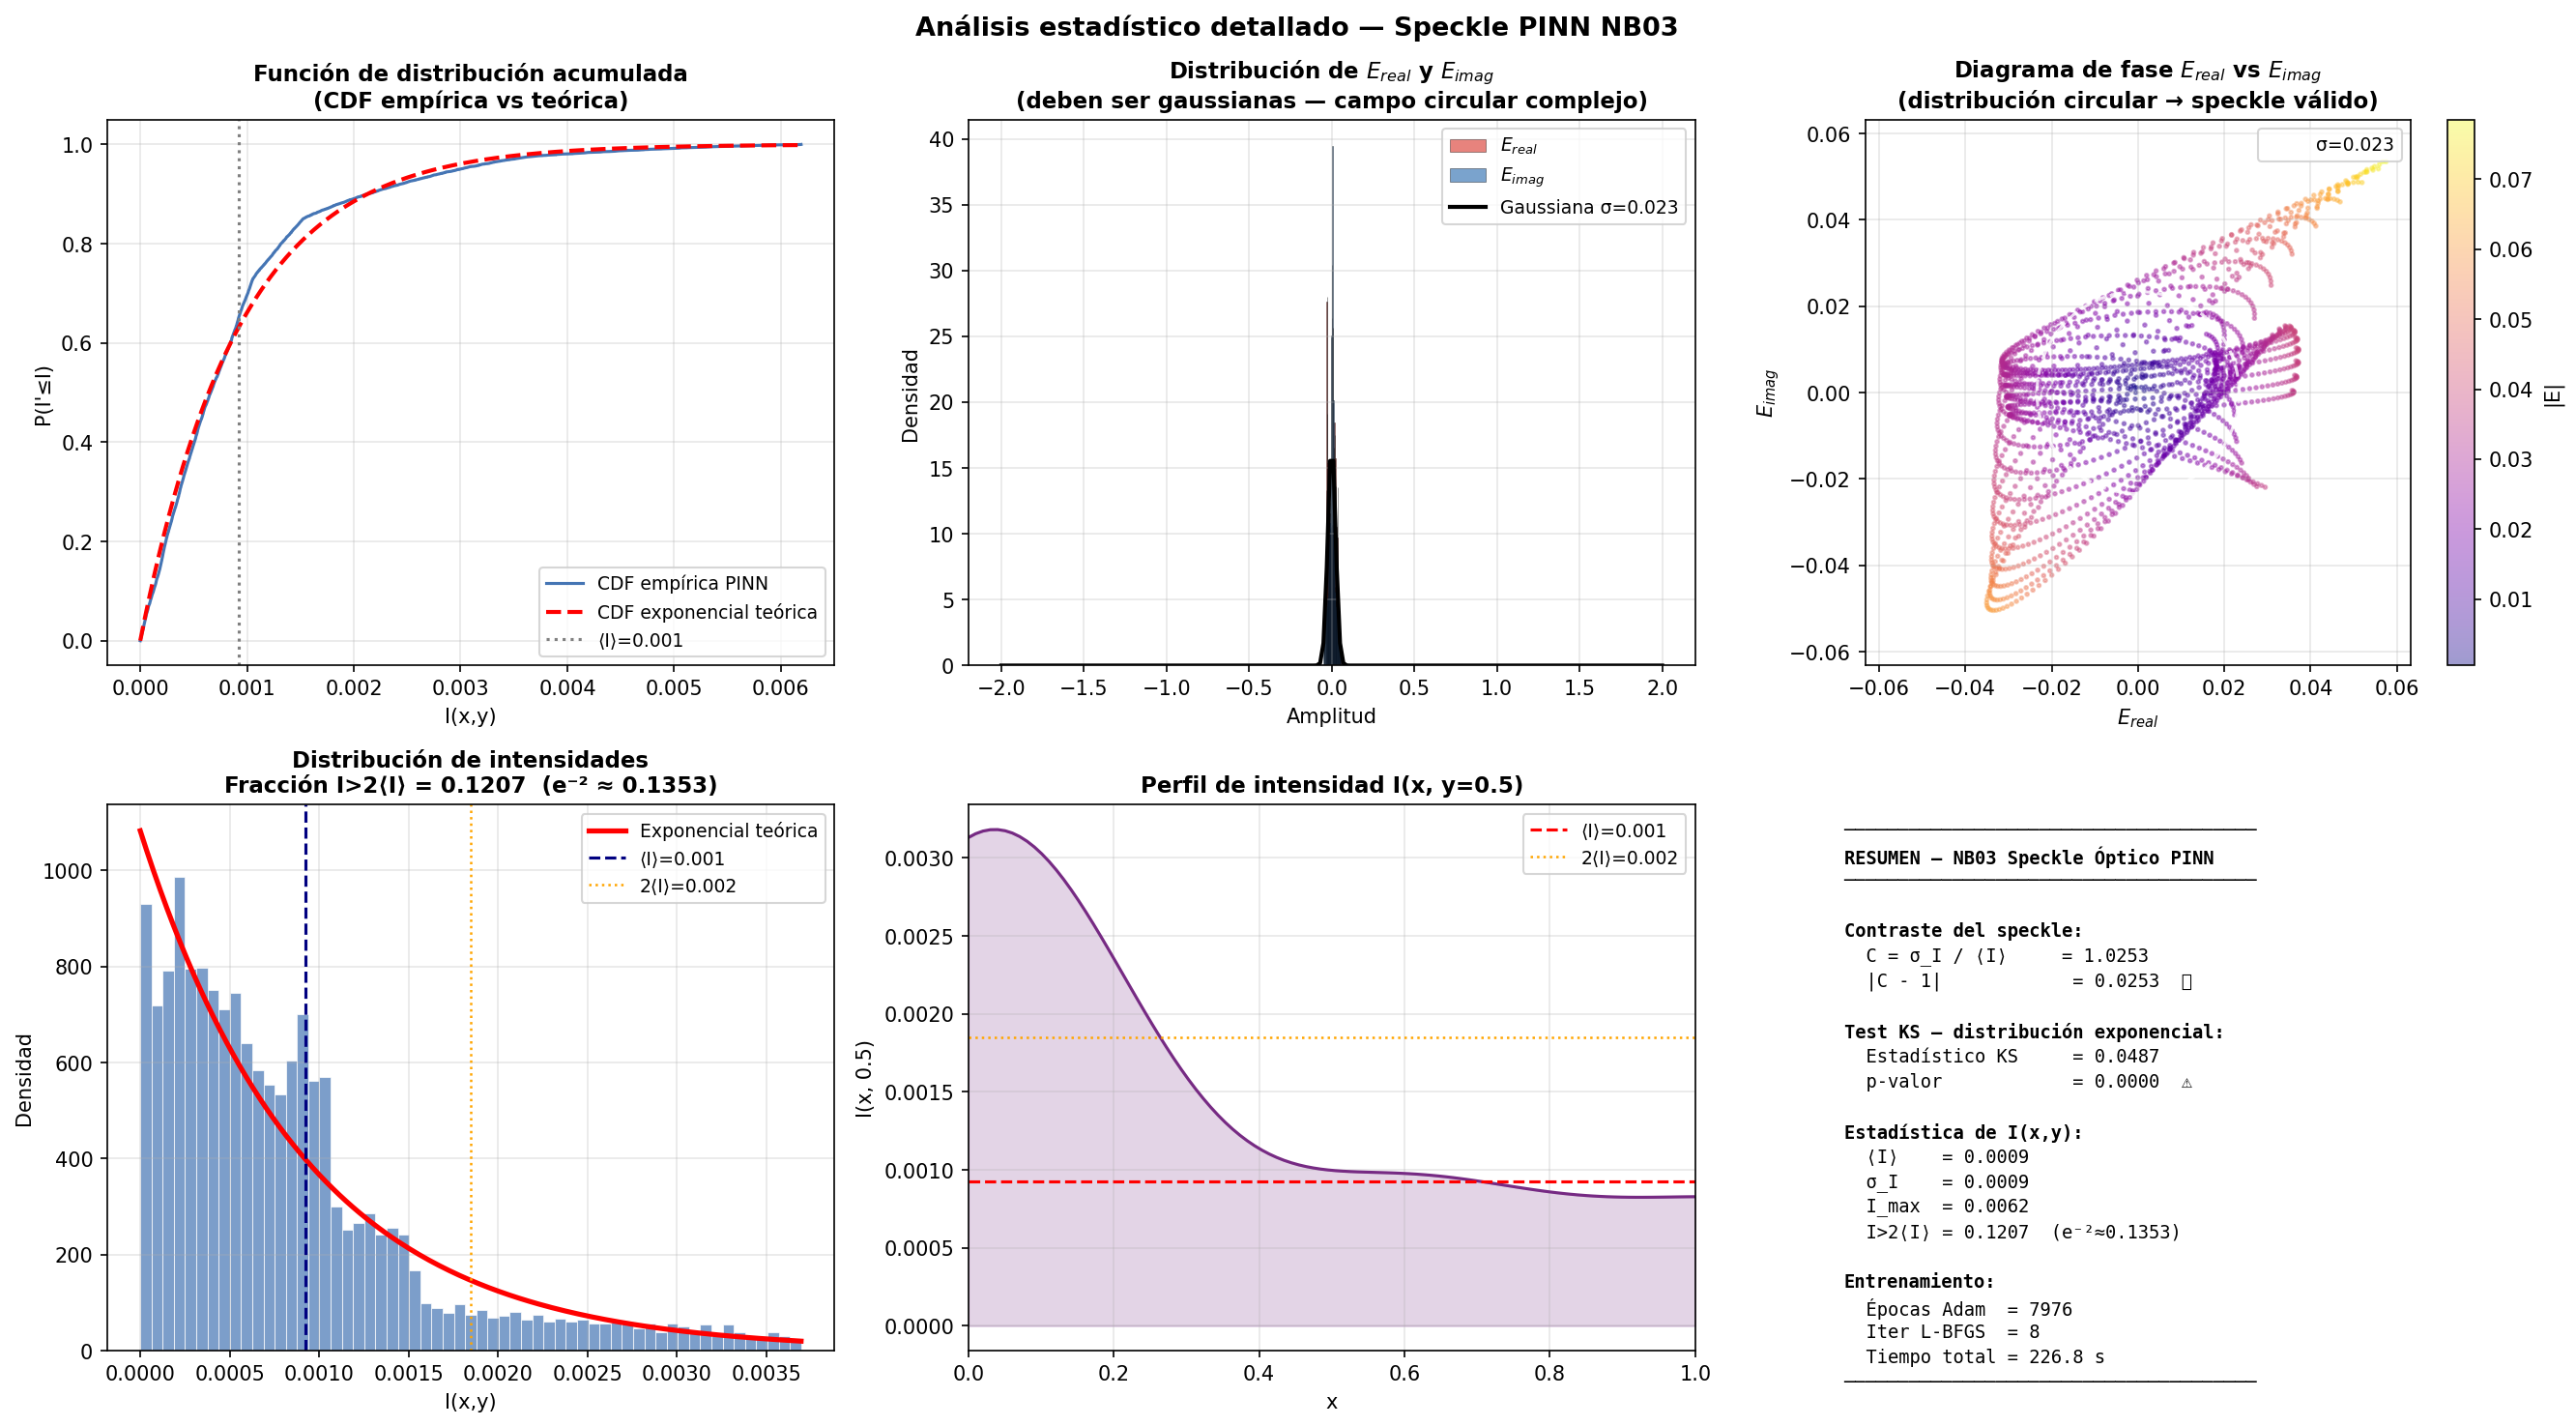 Análisis estadístico detallado — Speckle PINN NB03
Función de distribución acumulada
(CDF empírica vs teórica)
P(I'≤I)
1.0
0.8
0.6
0.4
0.2
0.0
0.000 0.001 0.002 0.003 0.004 0.005 0.006
I(x,y)
CDF empírica PINN
CDF exponencial teórica
⟨I⟩=0.001
Distribución de E_real y E_imag
(deben ser gaussianas — campo circular complejo)
Densidad
40
35
30
25
20
15
10
5
0
−2.0 −1.5 −1.0 −0.5 0.0 0.5 1.0 1.5 2.0
Amplitud
E_real
E_imag
Gaussiana σ=0.023
Diagrama de fase E_real vs E_imag
(distribución circular → speckle válido)
E_imag
0.06
0.04
0.02
0.00
−0.02
−0.04
−0.06
−0.06 −0.04 −0.02 0.00 0.02 0.04 0.06
E_real
σ=0.023
0.07
0.06
0.05
0.04
0.03
0.02
0.01
|E|
Distribución de intensidades
Fracción I>2⟨I⟩ = 0.1207 (e⁻² ≈ 0.1353)
Densidad
1000
800
600
400
200
0
0.0000 0.0005 0.0010 0.0015 0.0020 0.0025 0.0030 0.0035
I(x,y)
Exponencial teórica
⟨I⟩=0.001
2⟨I⟩=0.002
Perfil de intensidad I(x, y=0.5)
I(x, 0.5)
0.0030
0.0025
0.0020
0.0015
0.0010
0.0005
0.0000
0.0 0.2 0.4 0.6 0.8 1.0
x
⟨I⟩=0.001
2⟨I⟩=0.002
RESUMEN — NB03 Speckle Óptico PINN
Contraste del speckle:
C = σ_I / ⟨I⟩ = 1.0253
|C - 1| = 0.0253
Test KS — distribución exponencial:
Estadístico KS = 0.0487
p-valor = 0.0000 ⚠
Estadística de I(x,y):
⟨I⟩ = 0.0009
σ_I = 0.0009
I_max = 0.0062
I>2⟨I⟩ = 0.1207 (e⁻²≈0.1353)
Entrenamiento:
Épocas Adam = 7976
Iter L-BFGS = 8
Tiempo total = 226.8 s